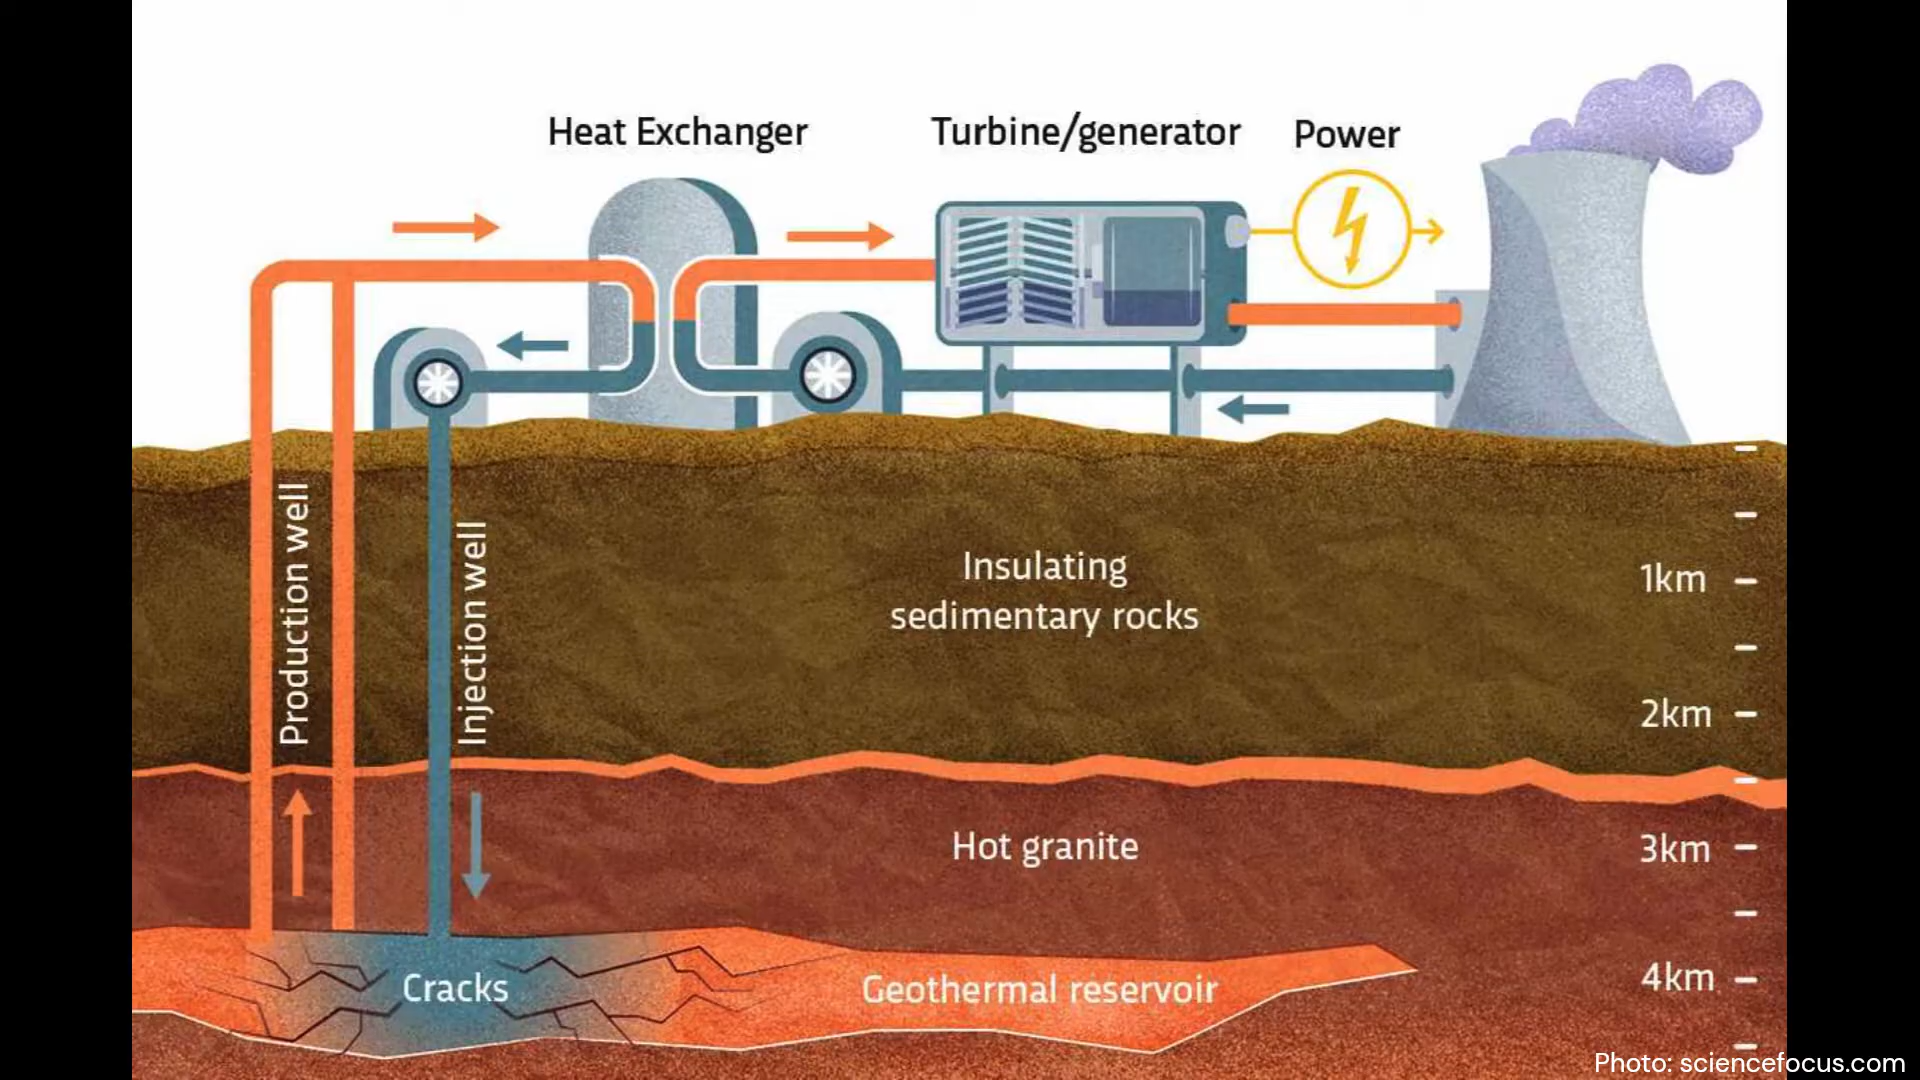 Heat Exchanger
Turbine/generator
Power
Production well
Injection well
Insulating
sedimentary rocks
1km
2km
Hot granite
3km
Cracks
Geothermal reservoir
4km
Photo: sciencefocus.com